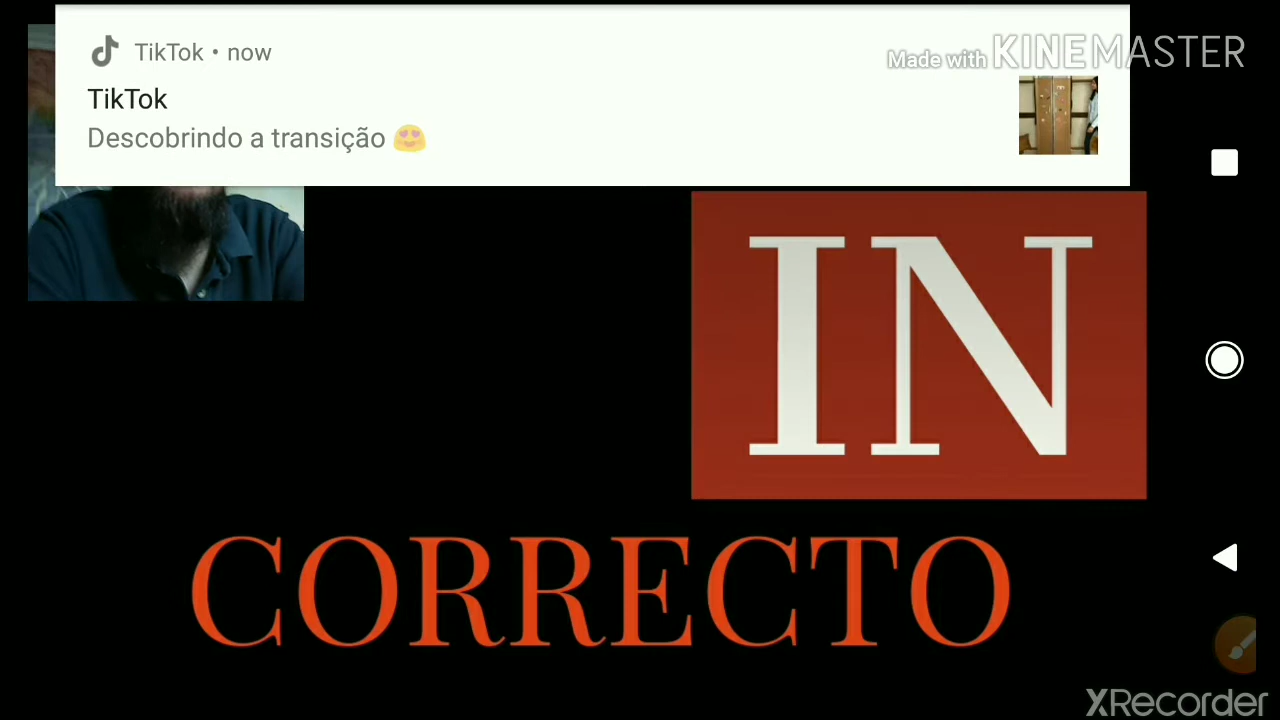 TikTok • now
Made with KINEMASTER
TikTok
Descobrindo a transição 😍
IN
CORRECTO
XRecorder